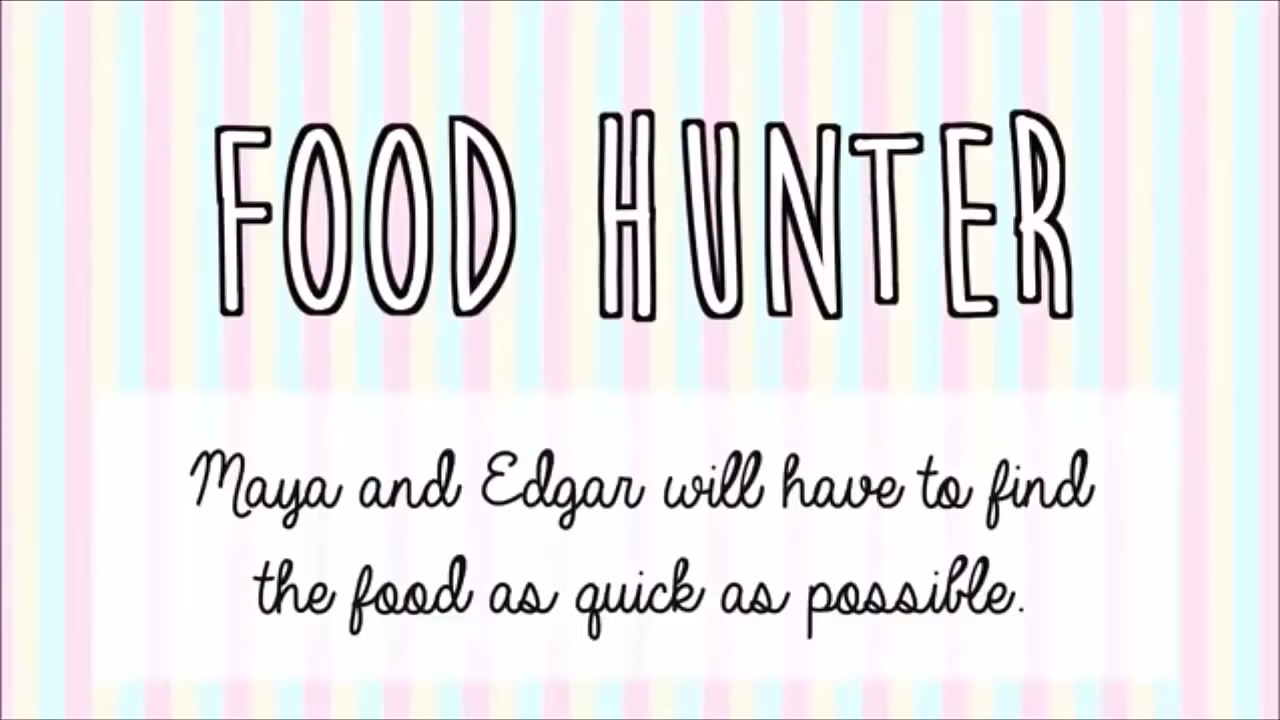 FOOD HUNTER
Maya and Edgar will have to find
the food as quick as possible.